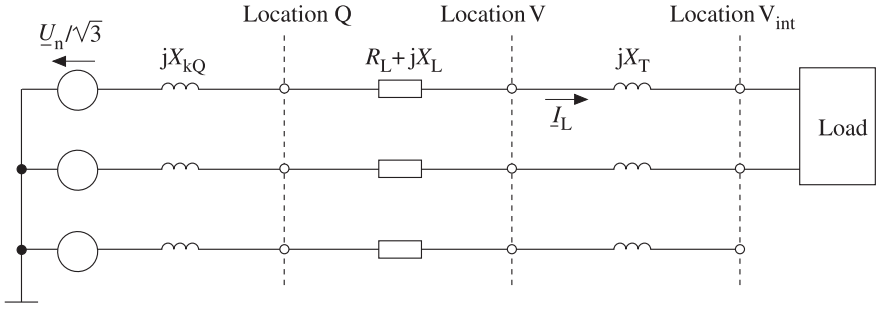 Location Q Location V Location V_int
U_n/√3 jX_kQ R_L+jX_L jX_T
I_L
Load